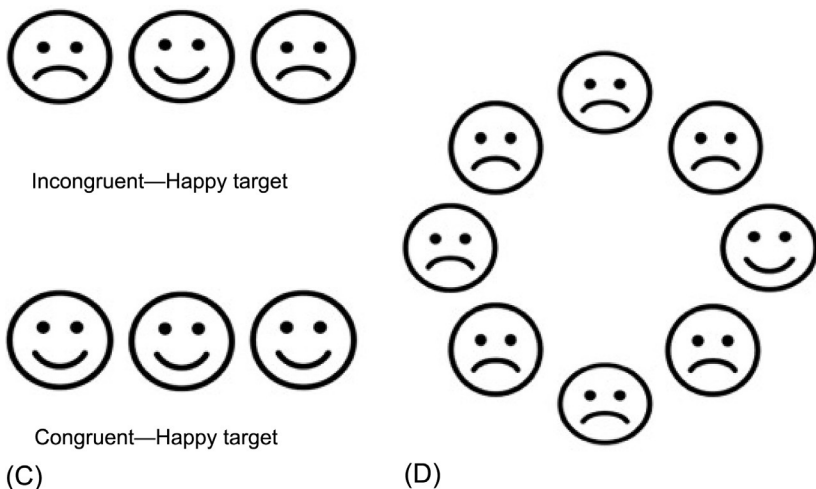 Incongruent—Happy target
Congruent—Happy target
(C)
(D)